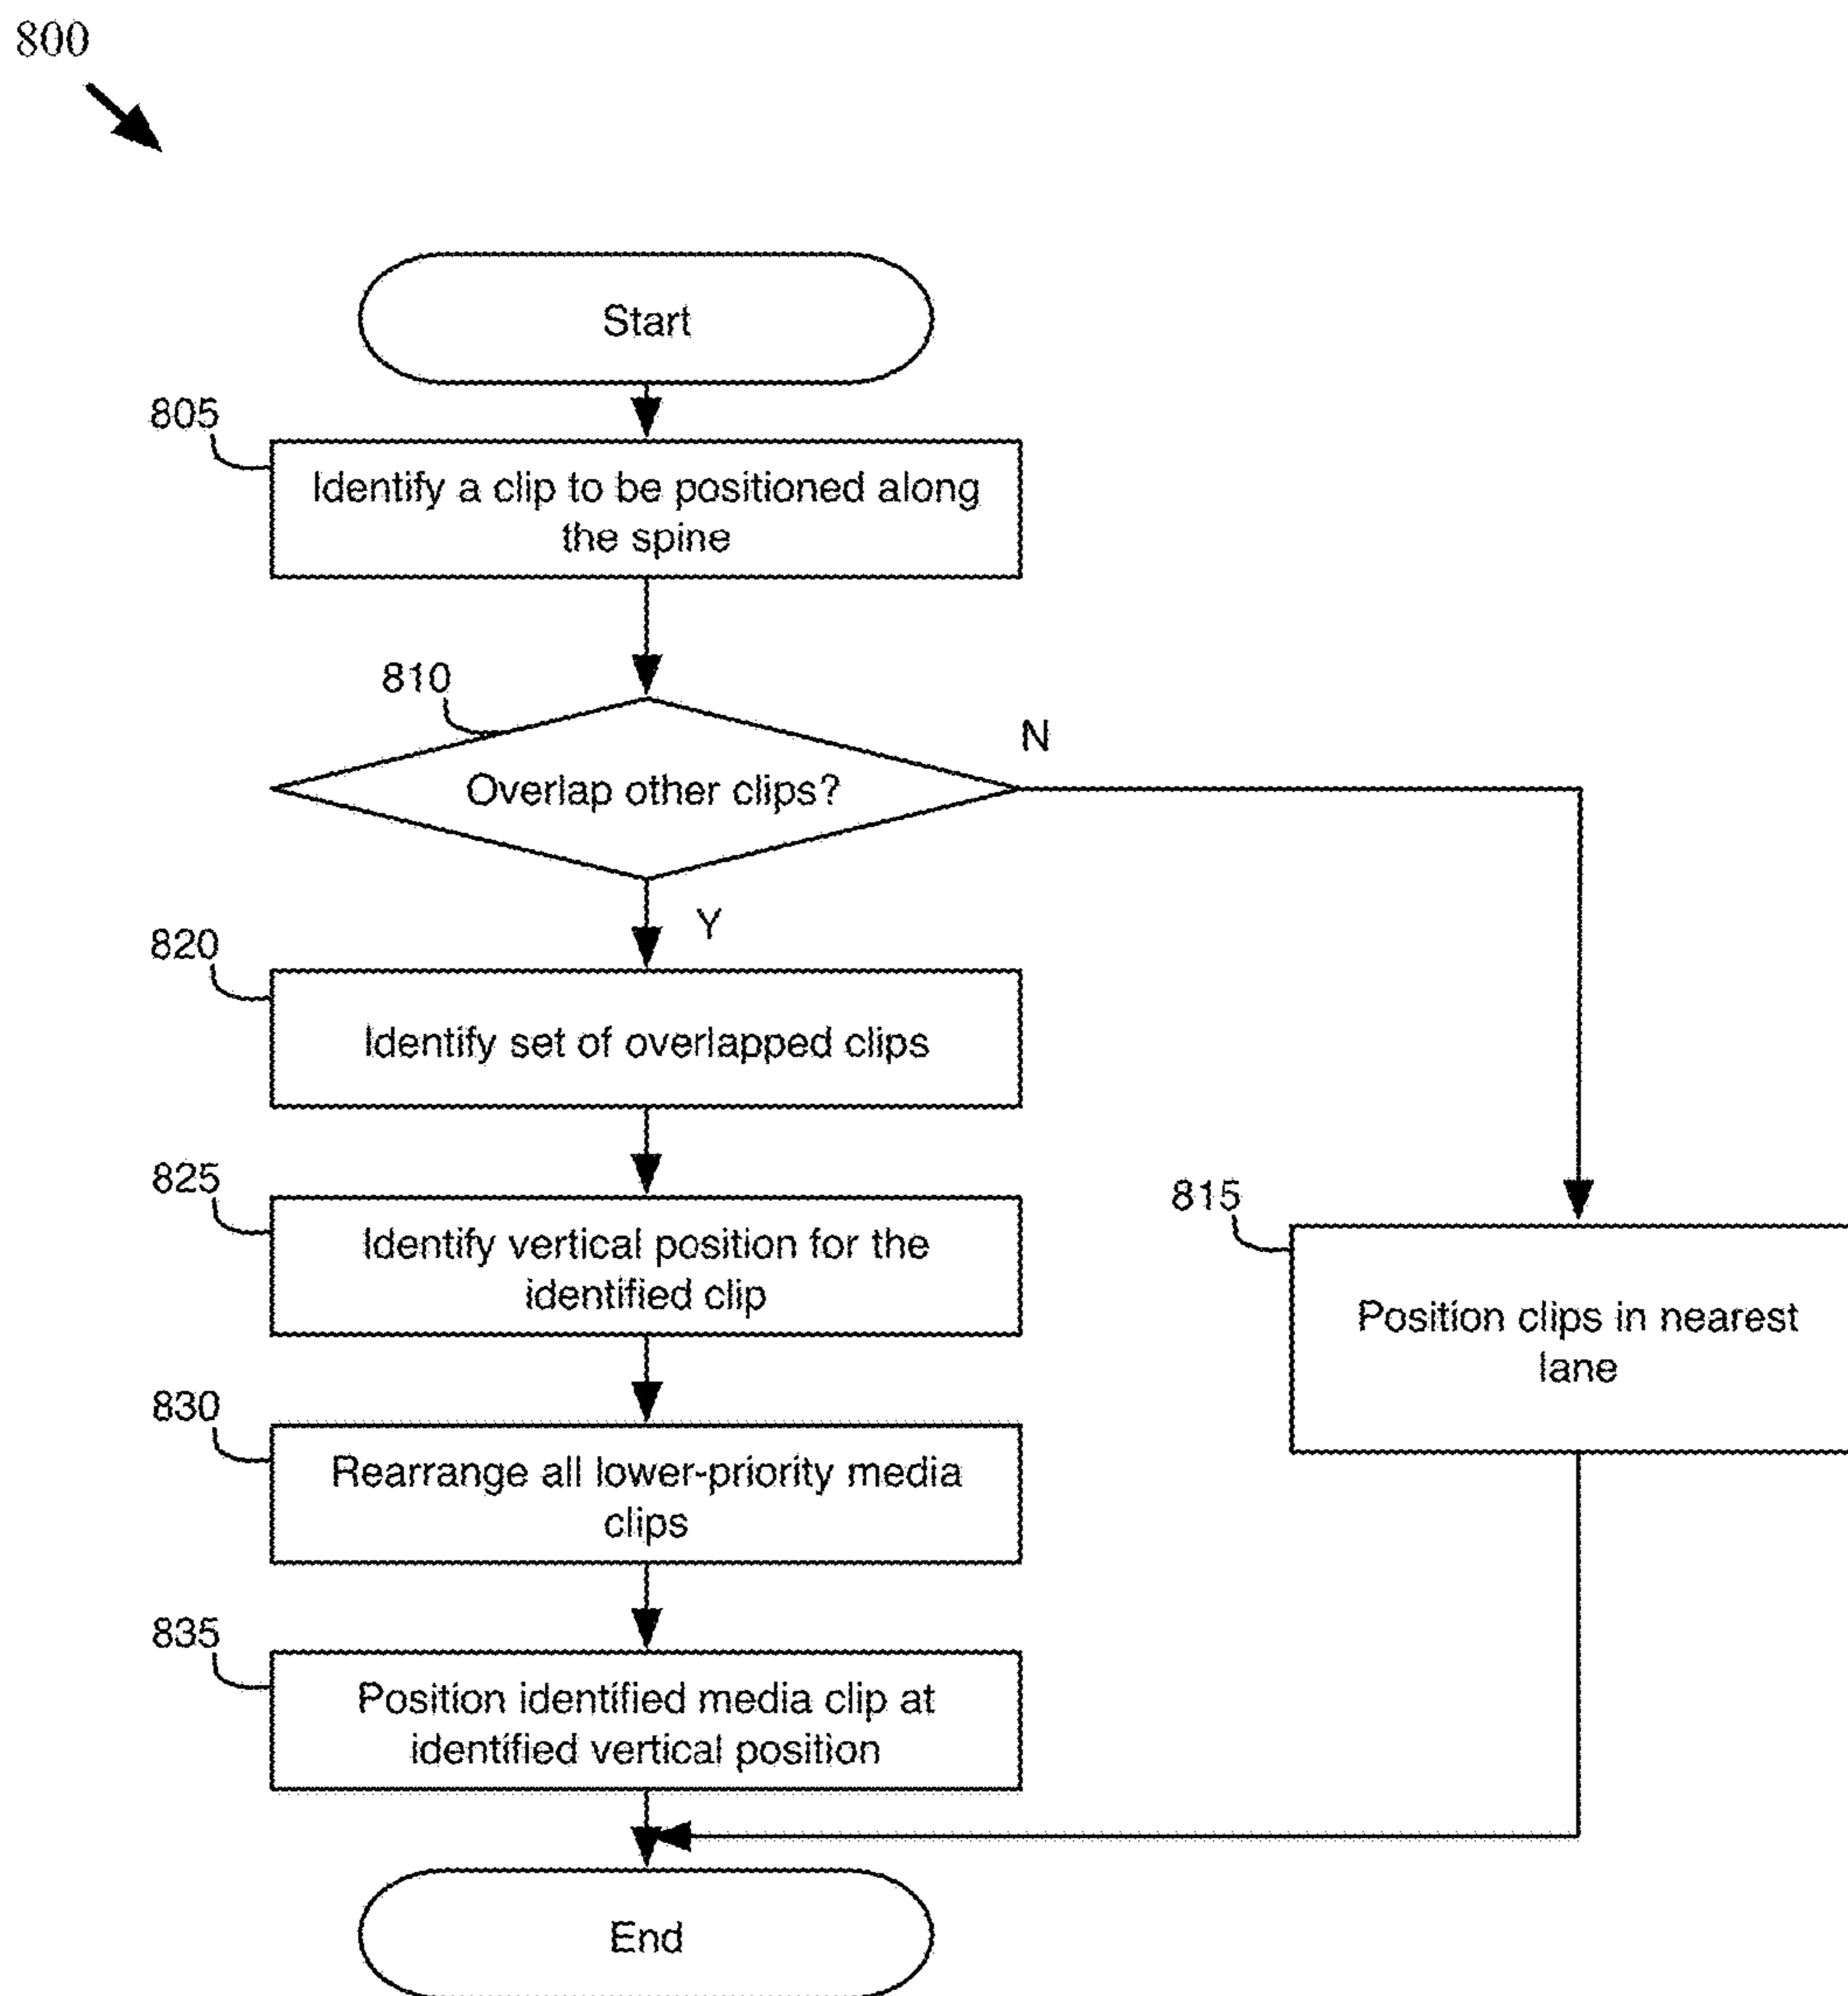 800
Start
805
Identify a clip to be positioned along
the spine
810
N
Overlap other clips?
Y
820
Identify set of overlapped clips
825
Identify vertical position for the
identified clip
815
Position clips in nearest
lane
830
Rearrange all lower-priority media
clips
835
Position identified media clip at
identified vertical position
End